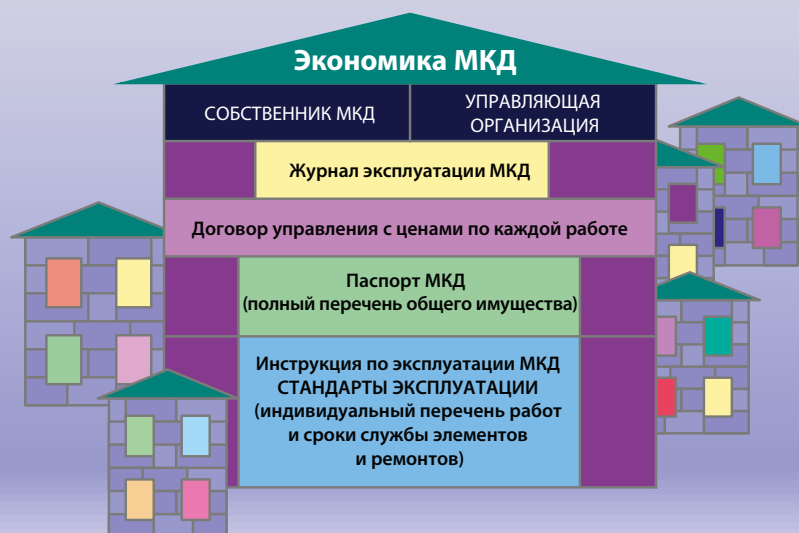 Экономика МКД
СОБСТВЕННИК МКД
УПРАВЛЯЮЩАЯ
ОРГАНИЗАЦИЯ
Журнал эксплуатации МКД
Договор управления с ценами по каждой работе
Паспорт МКД
(полный перечень общего имущества)
Инструкция по эксплуатации МКД
СТАНДАРТЫ ЭКСПЛУАТАЦИИ
(индивидуальный перечень работ
и сроки службы элементов
и ремонтов)